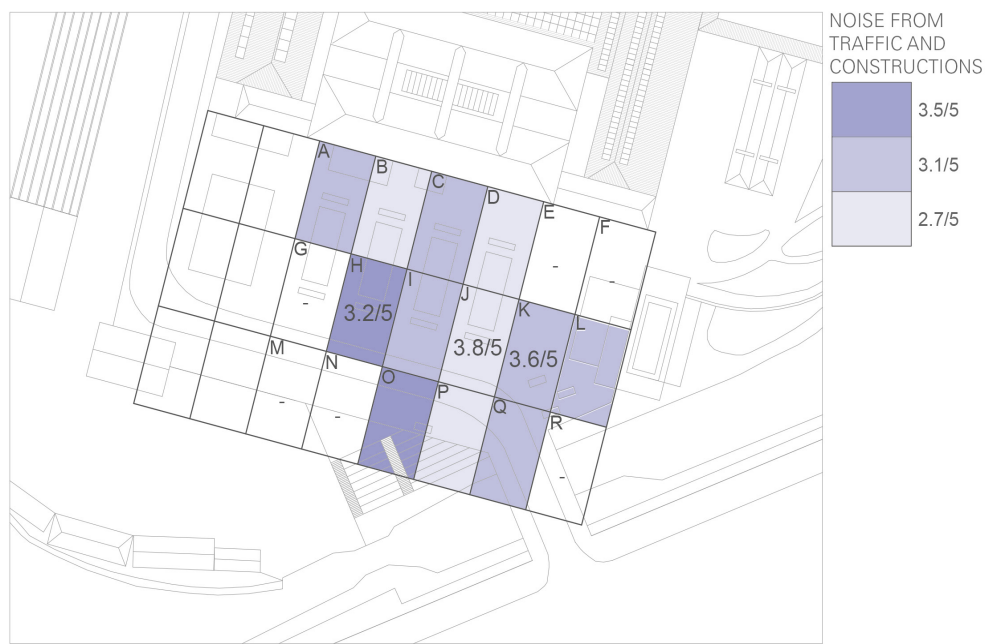 NOISE FROM
TRAFFIC AND
CONSTRUCTIONS
3.5/5
3.1/5
2.7/5
A
B
C
D
E
-
F
-
G
-
H
3.2/5
I
J
3.8/5
K
3.6/5
L
M
-
N
-
O
P
Q
R
-